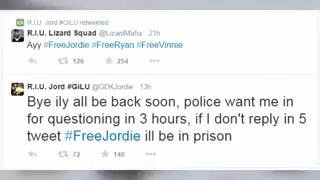 R.I.U. Jord #GiLU retweeted
R.I.U. Lizard Squad @LizardMafia 21h
Ayy #FreeJordie #FreeRyan #FreeVinnie
126 254
R.I.U. Jord #GiLU @GDKJordie 13h
Bye ily all be back soon, police want me in
for questioning in 3 hours, if I don't reply in 5
tweet #FreeJordie ill be in prison
72 140